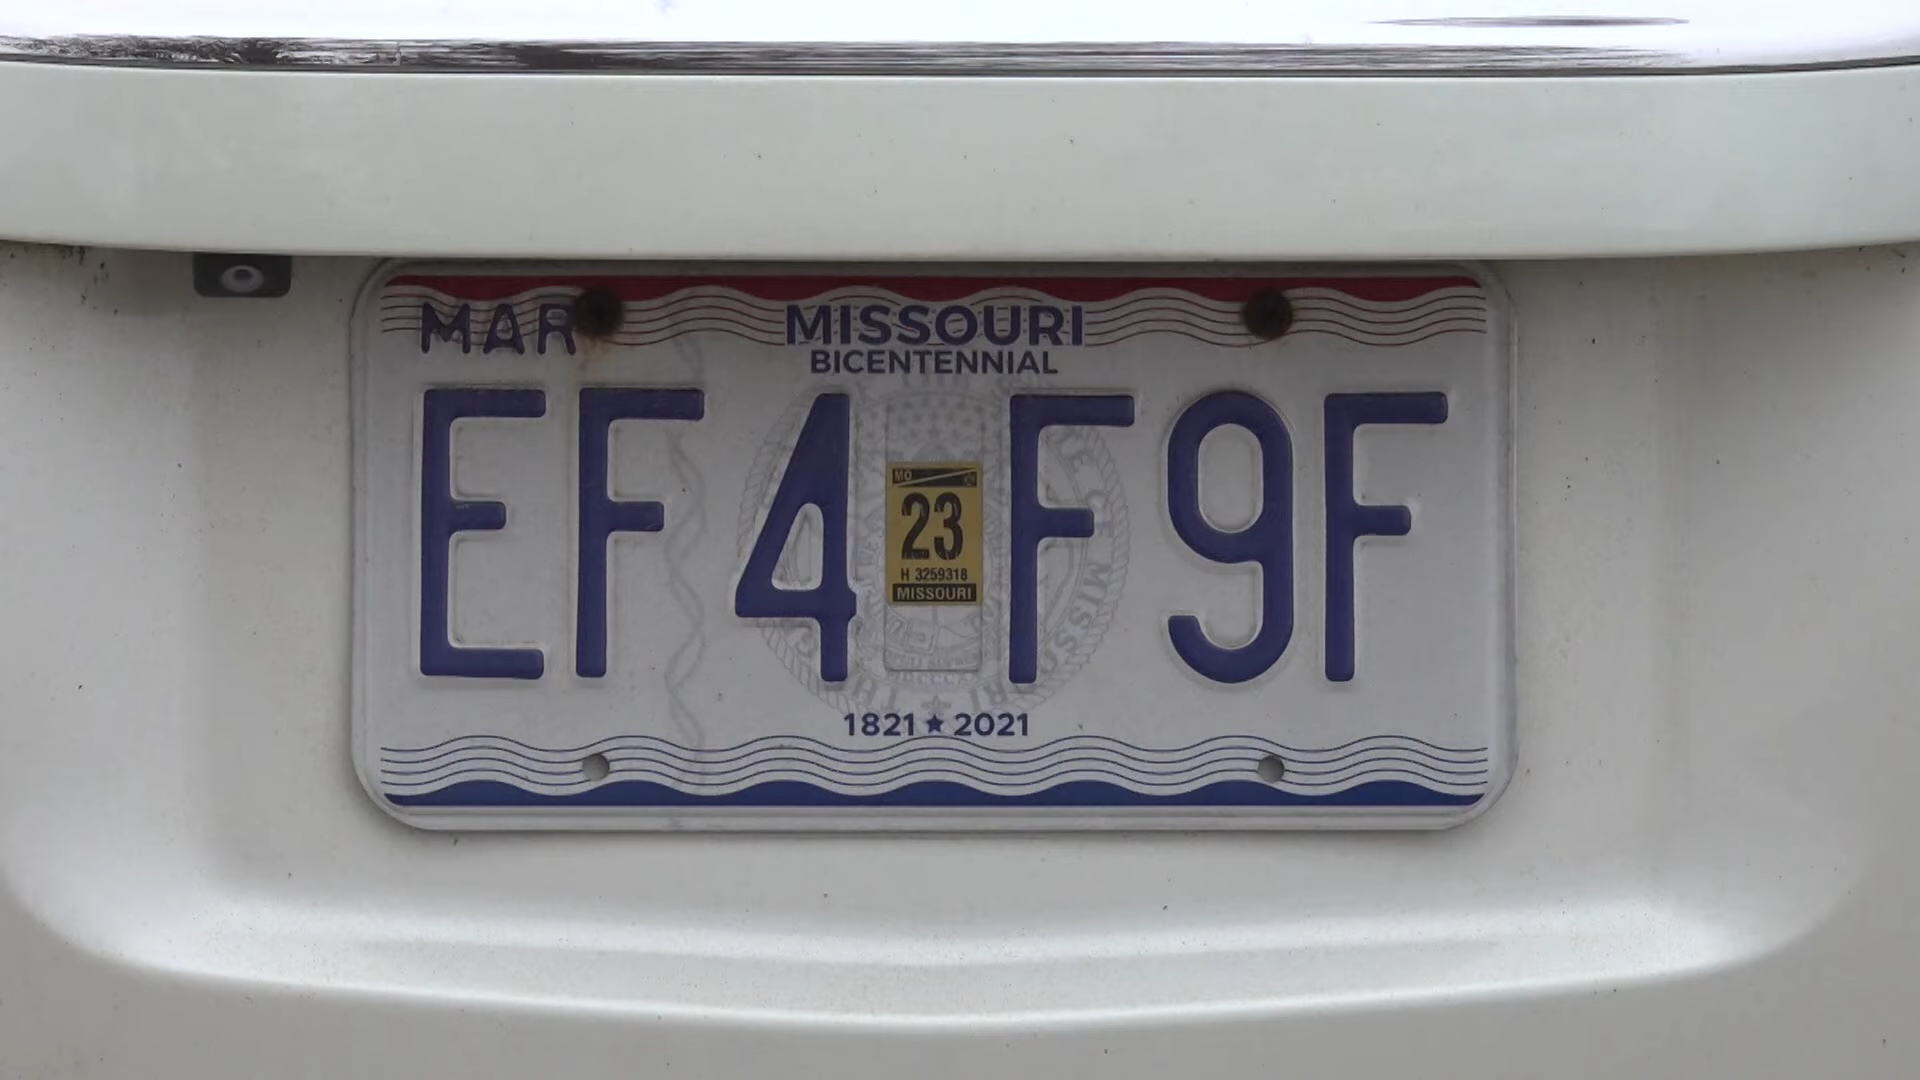 MAR
MISSOURI
BICENTENNIAL
EF4 F9F
MO
23
H 3259318
MISSOURI
1821★2021